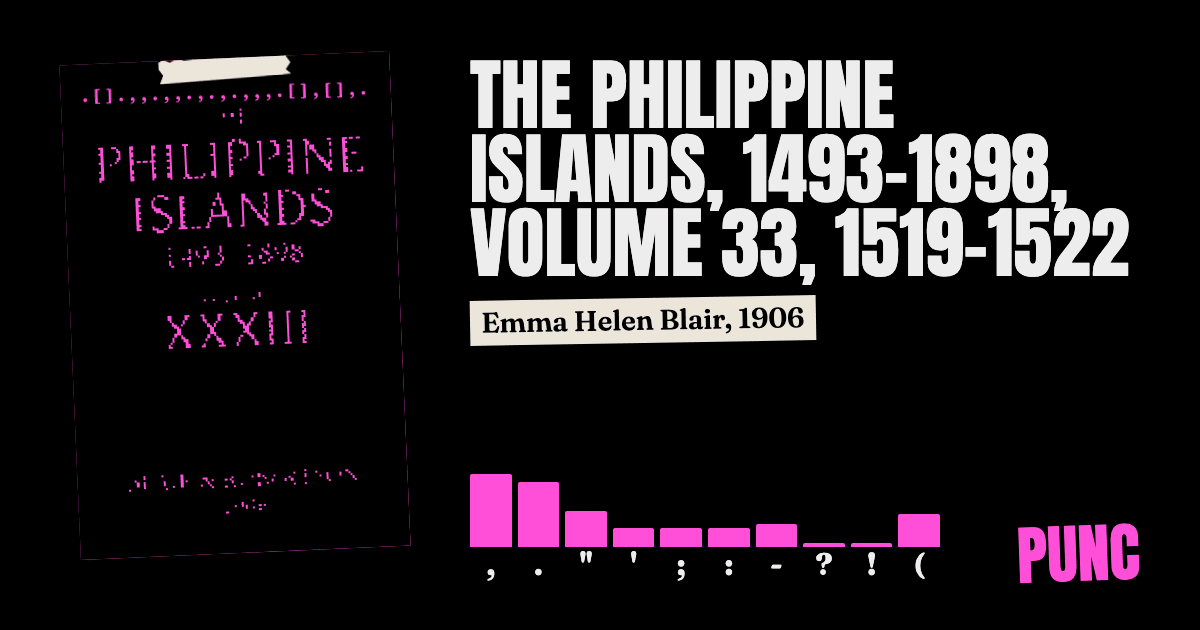 .[].,,.,,.,.,.,,,.[],[],.
PHILIPPINE
ISLANDS
1493 1898
XXXIII
THE PHILIPPINE
ISLANDS, 1493-1898,
VOLUME 33, 1519-1522
Emma Helen Blair, 1906
, . " ' ; : - ? ! (
PUNC